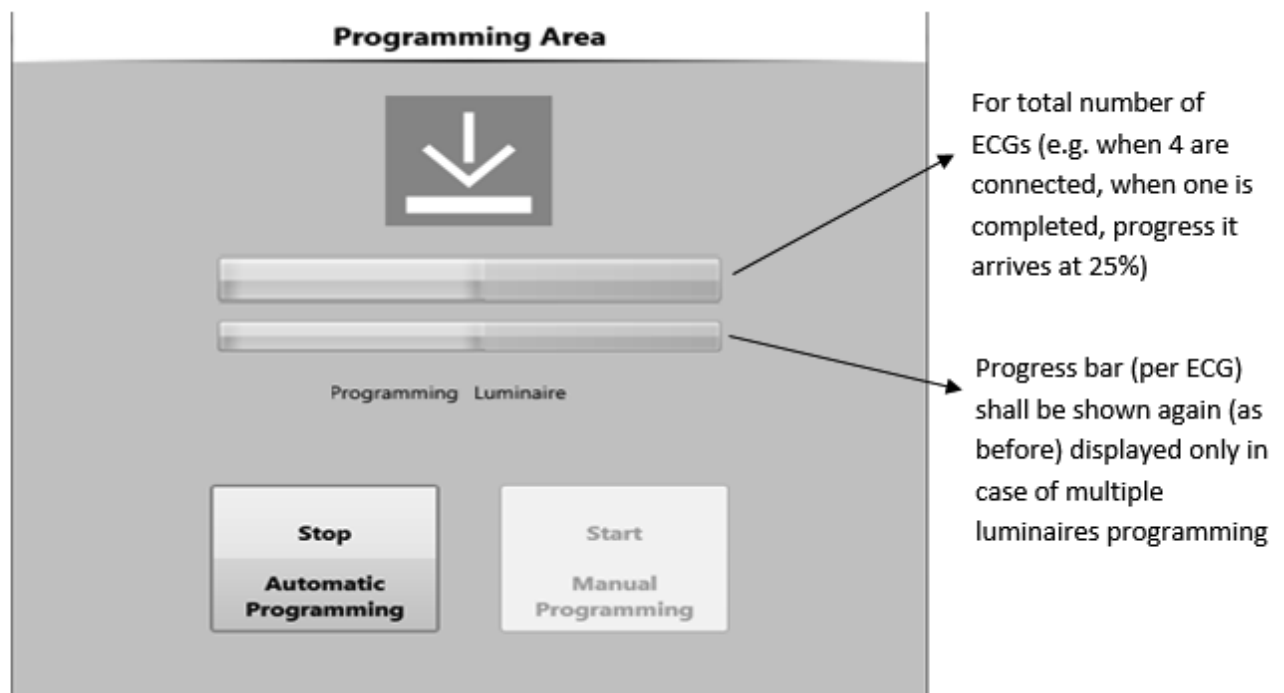 Programming Area
For total number of
ECGs (e.g. when 4 are
connected, when one is
completed, progress it
arrives at 25%)
Progress bar (per ECG)
shall be shown again (as
before) displayed only in
case of multiple
luminaires programming
Programming Luminaire
Stop
Automatic
Programming
Start
Manual
Programming